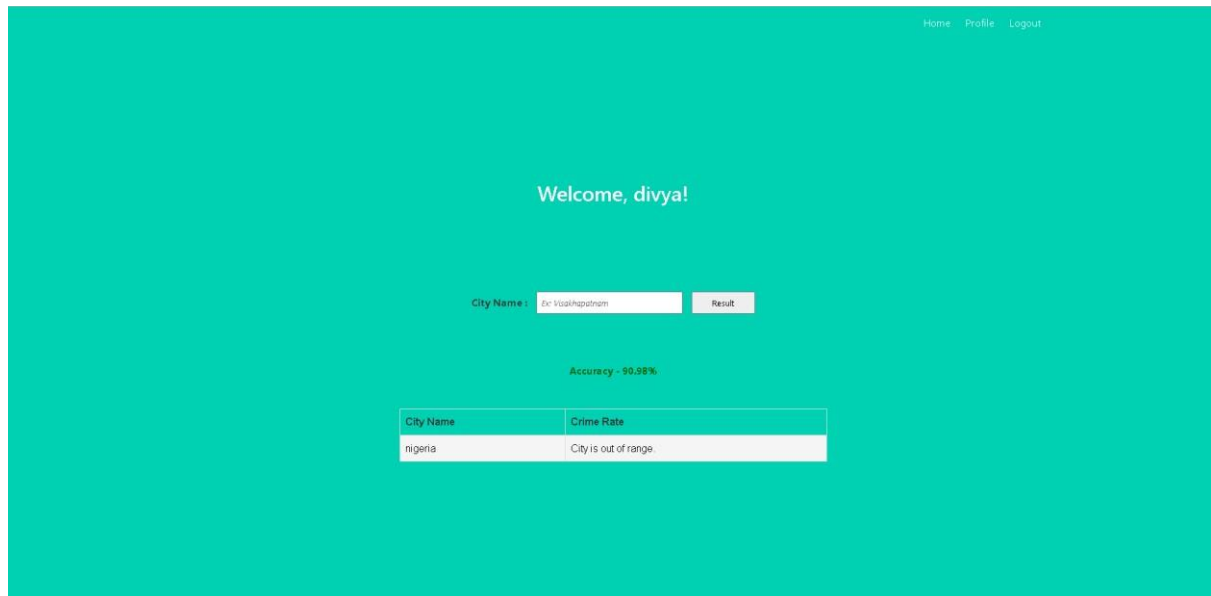 Home Profile Logout
Welcome, divya!
City Name : Ex: Visakhapatnam Result
Accuracy - 90.98%
City Name Crime Rate
nigeria City is out of range.